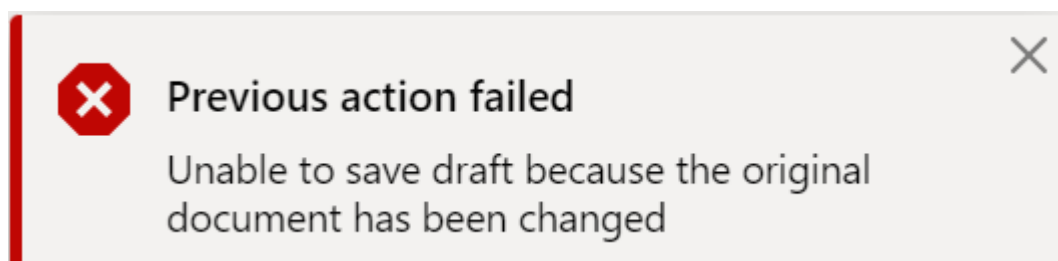 Previous action failed
Unable to save draft because the original
document has been changed